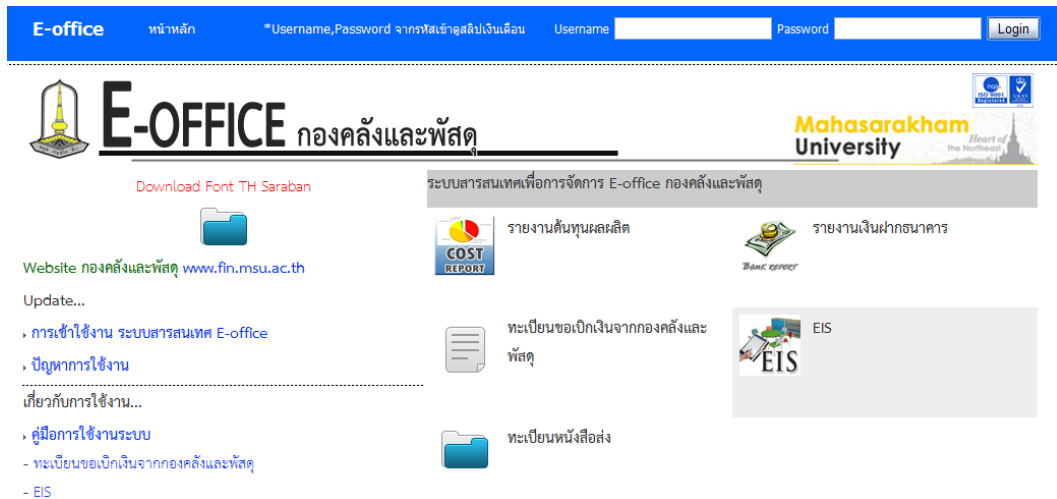 E-office หน้าหลัก *Username,Password จากรหัสเข้าดูสลิปเงินเดือน Username Password Login
E-OFFICE กองคลังและพัสดุ
ISO 9001
Registered
Mahasarakham
University
Heart of
the Northeast
Download Font TH Saraban
Website กองคลังและพัสดุ www.fin.msu.ac.th
Update...
การเข้าใช้งาน ระบบสารสนเทศ E-office
ปัญหาการใช้งาน
เกี่ยวกับการใช้งาน...
คู่มือการใช้งานระบบ
- ทะเบียนขอเบิกเงินจากกองคลังและพัสดุ
- EIS
ระบบสารสนเทศเพื่อการจัดการ E-office กองคลังและพัสดุ
COST
REPORT
รายงานต้นทุนผลผลิต
BANK REPORT
รายงานเงินฝากธนาคาร
ทะเบียนขอเบิกเงินจากกองคลังและ
พัสดุ
EIS
EIS
ทะเบียนหนังสือส่ง